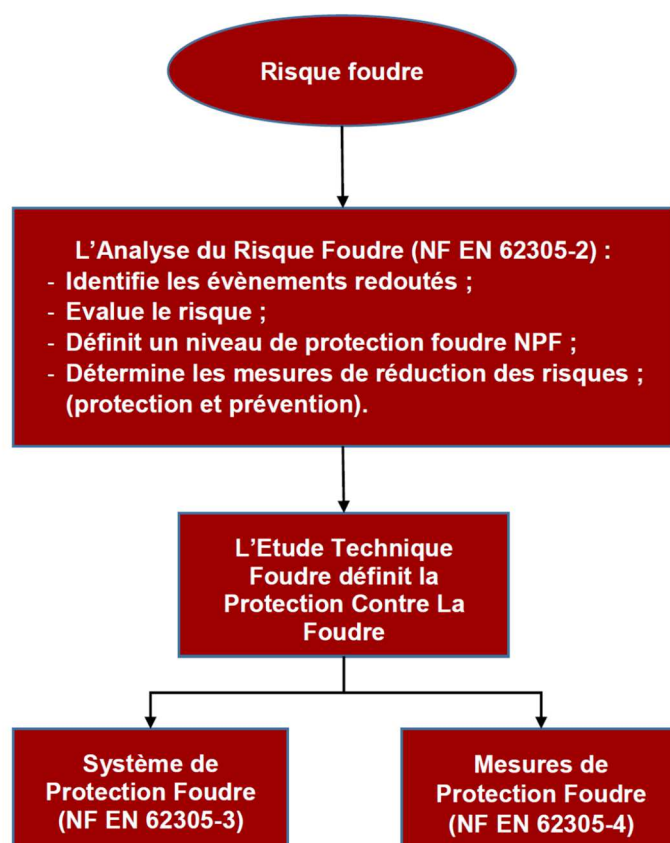 Risque foudre
L'Analyse du Risque Foudre (NF EN 62305-2) :
- Identifie les évènements redoutés ;
- Evalue le risque ;
- Définit un niveau de protection foudre NPF ;
- Détermine les mesures de réduction des risques ;
(protection et prévention).
L'Etude Technique
Foudre définit la
Protection Contre La
Foudre
Système de
Protection Foudre
(NF EN 62305-3)
Mesures de
Protection Foudre
(NF EN 62305-4)